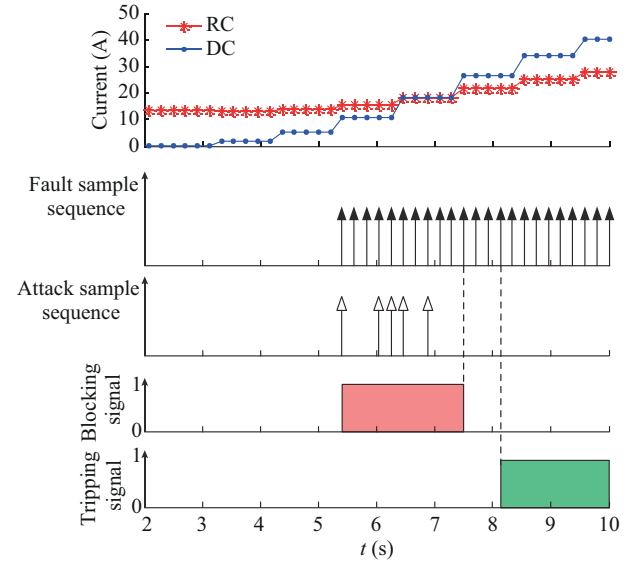 50
40
30
20
10
0
Current (A)
RC
DC
Fault sample
sequence
Attack sample
sequence
Blocking
signal
1
0
Tripping
signal
1
0
2 3 4 5 6 7 8 9 10
t (s)